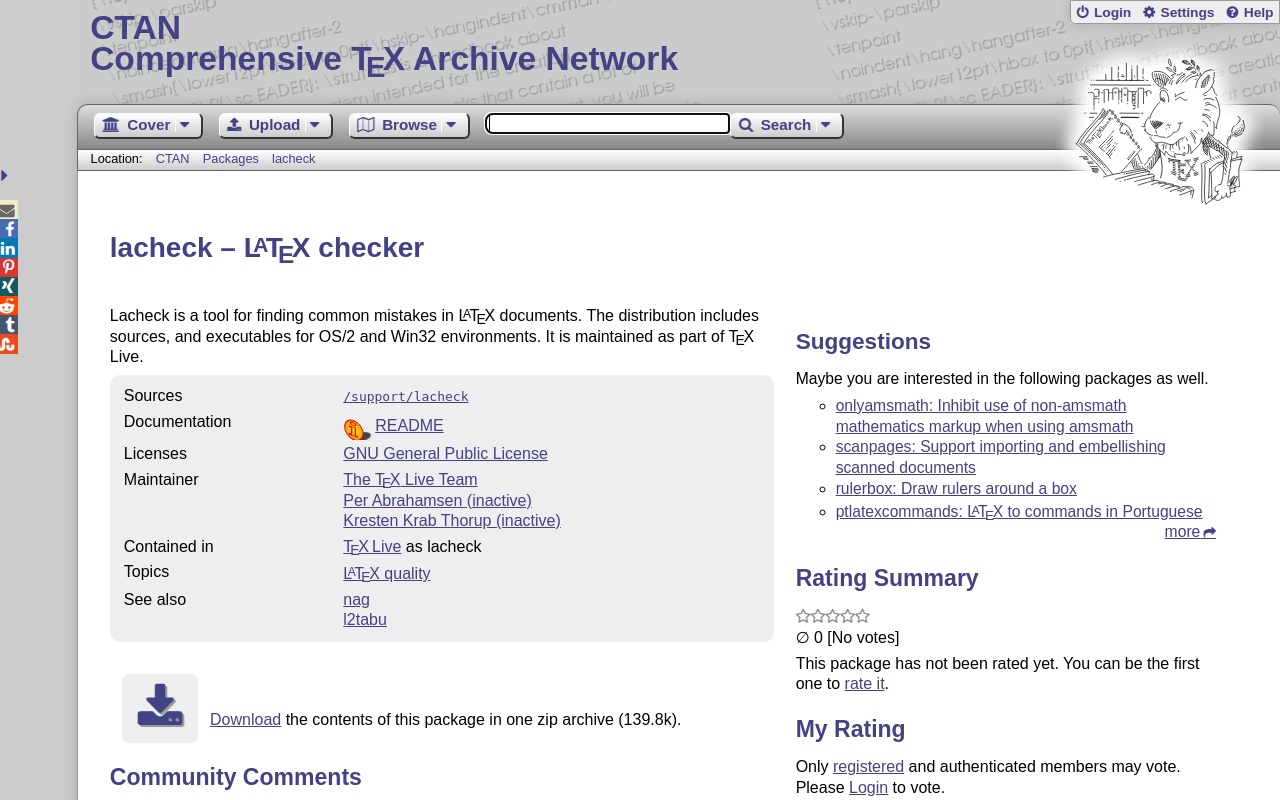 Login Settings Help
CTAN
Comprehensive TEX Archive Network
Cover Upload Browse Search
Location: CTAN Packages lacheck
lacheck – LATEX checker
Lacheck is a tool for finding common mistakes in LATEX documents. The distribution includes
sources, and executables for OS/2 and Win32 environments. It is maintained as part of TEX
Live.
Sources /support/lacheck
Documentation README
Licenses GNU General Public License
Maintainer The TEX Live Team
Per Abrahamsen (inactive)
Kresten Krab Thorup (inactive)
Contained in TEX Live as lacheck
Topics LATEX quality
See also nag
l2tabu
Download the contents of this package in one zip archive (139.8k).
Community Comments
Suggestions
Maybe you are interested in the following packages as well.
onlyamsmath: Inhibit use of non-amsmath
mathematics markup when using amsmath
scanpages: Support importing and embellishing
scanned documents
rulerbox: Draw rulers around a box
ptlatexcommands: LATEX to commands in Portuguese
more
Rating Summary
∅ 0 [No votes]
This package has not been rated yet. You can be the first
one to rate it.
My Rating
Only registered and authenticated members may vote.
Please Login to vote.